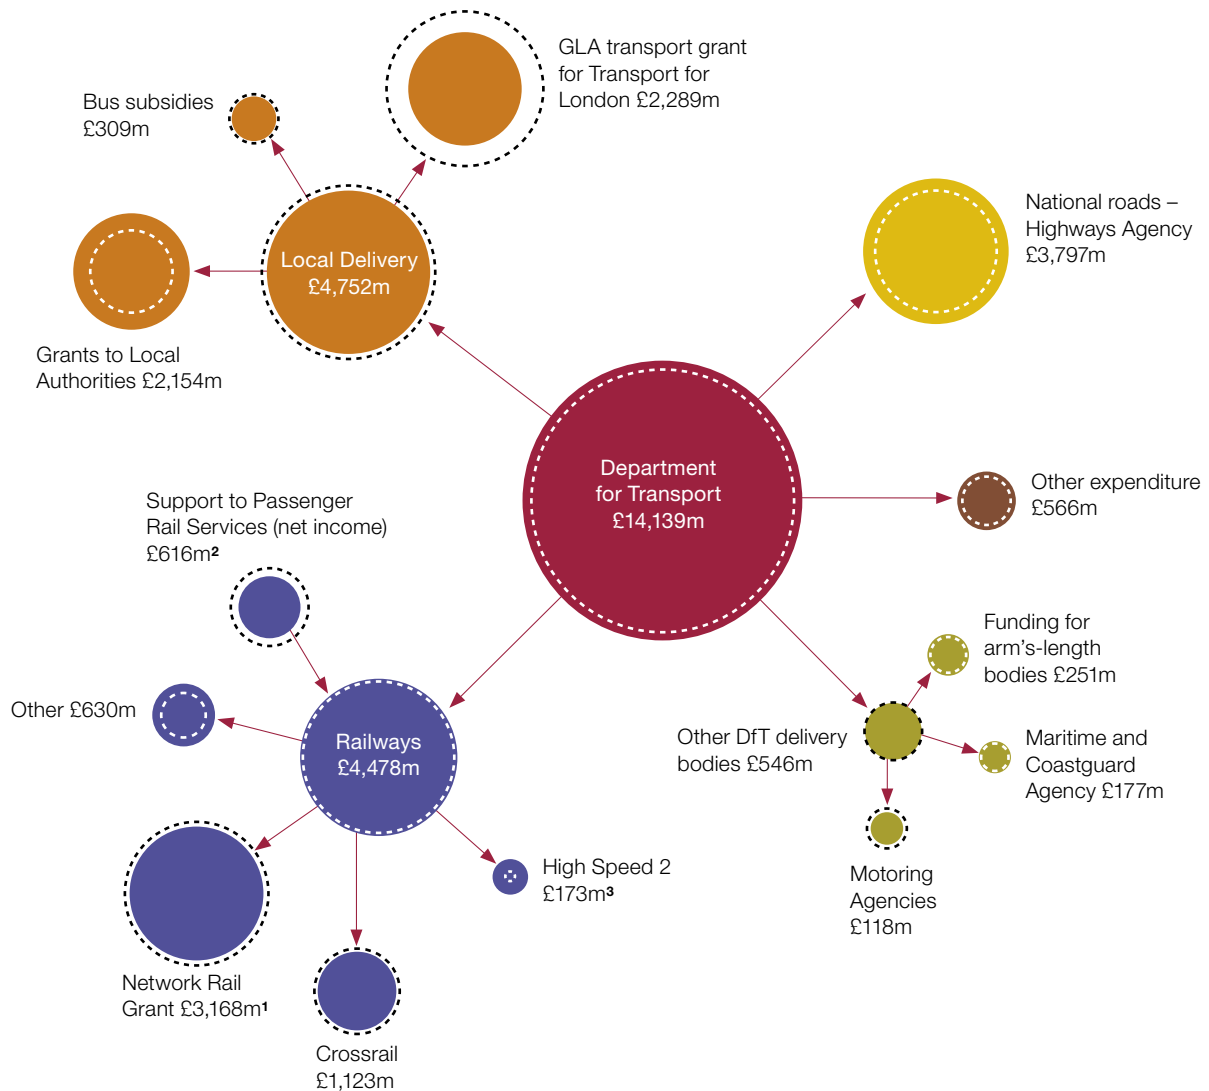 GLA transport grant
for Transport for
London £2,289m
Bus subsidies
£309m
National roads –
Highways Agency
£3,797m
Local Delivery
£4,752m
Grants to Local
Authorities £2,154m
Department
for Transport
£14,139m
Other expenditure
£566m
Support to Passenger
Rail Services (net income)
£616m²
Funding for
arm's-length
bodies £251m
Other £630m
Railways
£4,478m
Other DfT delivery
bodies £546m
Maritime and
Coastguard
Agency £177m
High Speed 2
£173m³
Motoring
Agencies
£118m
Network Rail
Grant £3,168m¹
Crossrail
£1,123m